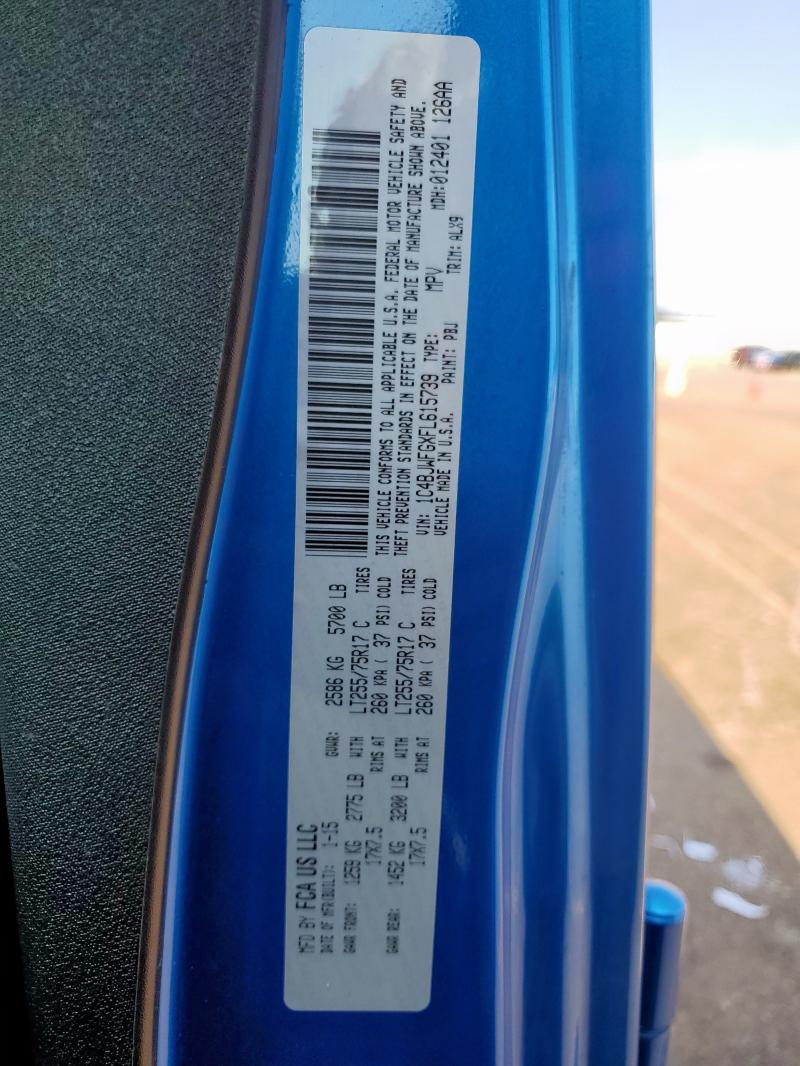 MFD BY FCA US LLC
DATE OF MFR(BUILT): 1-15 GVWR: 2586 KG 5700 LB
GAWR FRONT: 1259 KG 2775 LB WITH LT255/75R17 C TIRES
17X7.5 RIMS AT 260 KPA ( 37 PSI) COLD
GAWR REAR: 1452 KG 3200 LB WITH LT255/75R17 C TIRES
17X7.5 RIMS AT 260 KPA ( 37 PSI) COLD
THIS VEHICLE CONFORMS TO ALL APPLICABLE U.S.A. FEDERAL MOTOR VEHICLE SAFETY AND
THEFT PREVENTION STANDARDS IN EFFECT ON THE DATE OF MANUFACTURE SHOWN ABOVE.
VIN: 1C4BJWFGXFL615739 TYPE: MPV MDH:012401 126AA
VEHICLE MADE IN U.S.A. PAINT: PBJ TRIM: ALX9